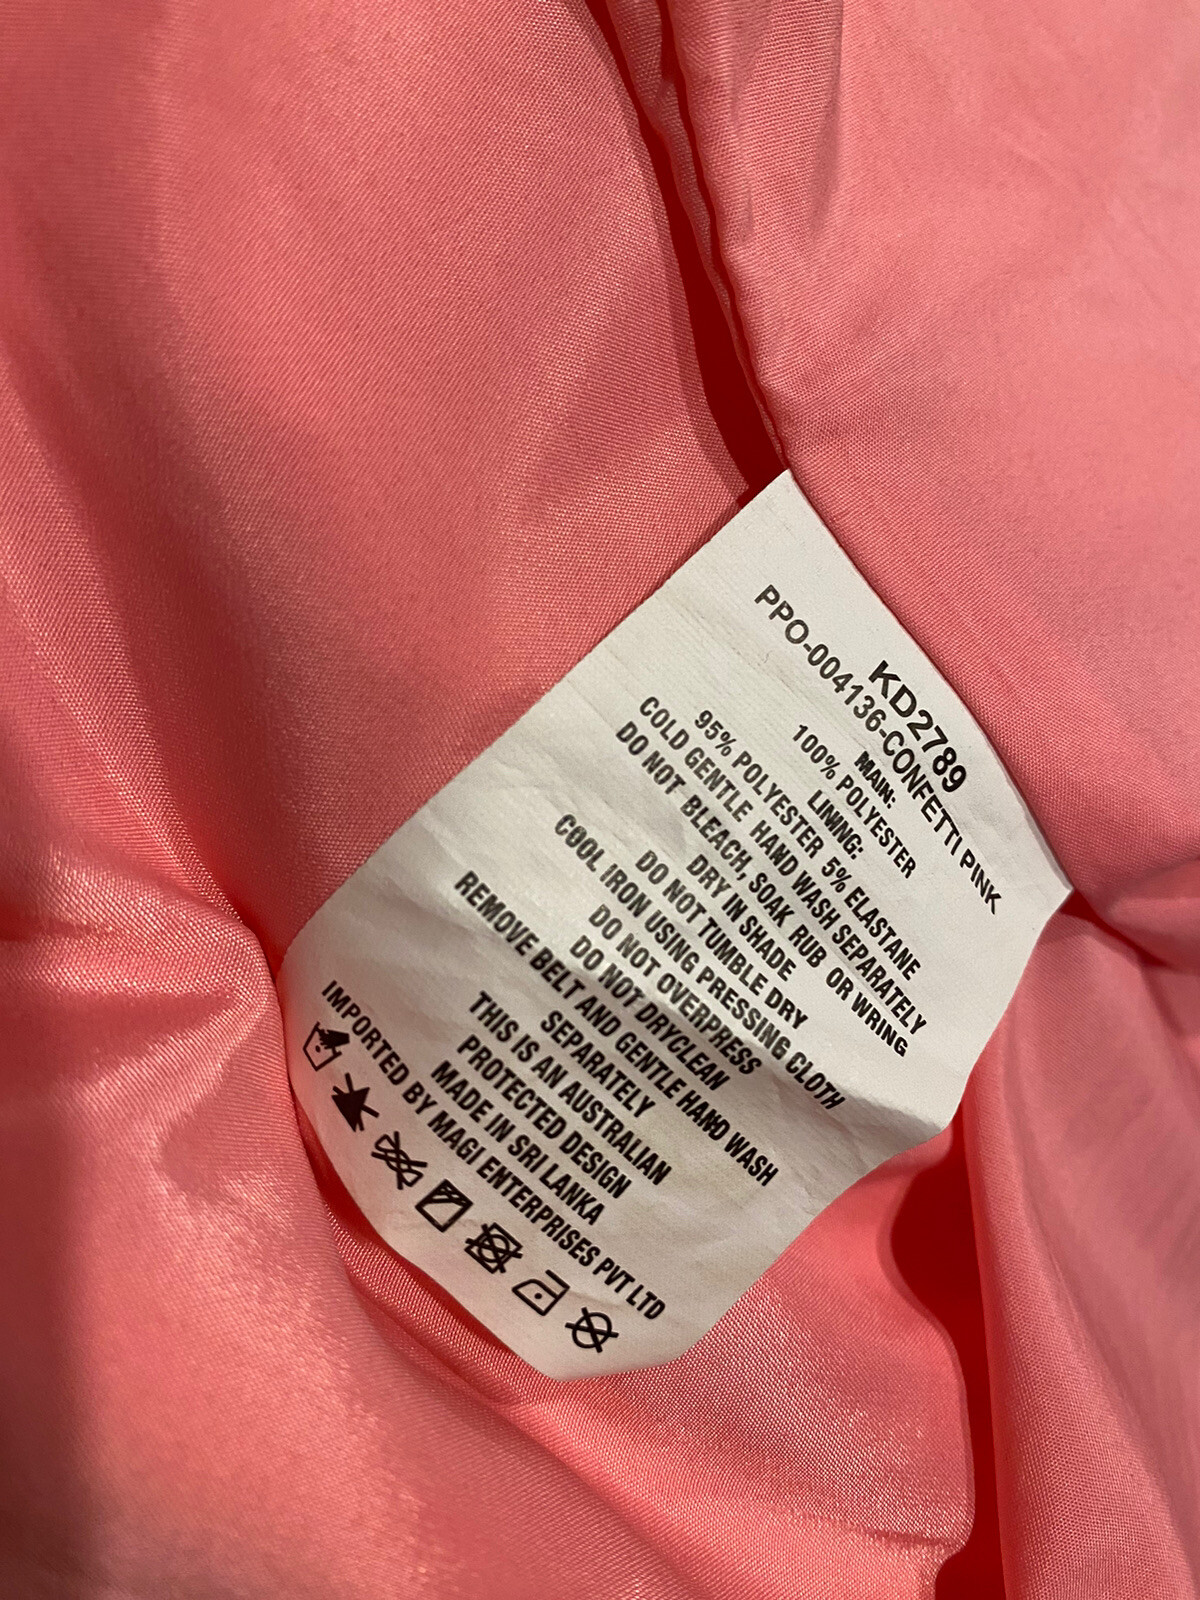 KD2789
PPO-004136-CONFETTI PINK
MAIN:
100% POLYESTER
LINING:
95% POLYESTER 5% ELASTANE
COLD GENTLE HAND WASH SEPARATELY
DO NOT BLEACH, SOAK RUB OR WRING
DRY IN SHADE
DO NOT TUMBLE DRY
COOL IRON USING PRESSING CLOTH
DO NOT OVERPRESS
DO NOT DRYCLEAN
REMOVE BELT AND GENTLE HAND WASH
SEPARATELY
THIS IS AN AUSTRALIAN
PROTECTED DESIGN
MADE IN SRI LANKA
IMPORTED BY MAGI ENTERPRISES PVT LTD